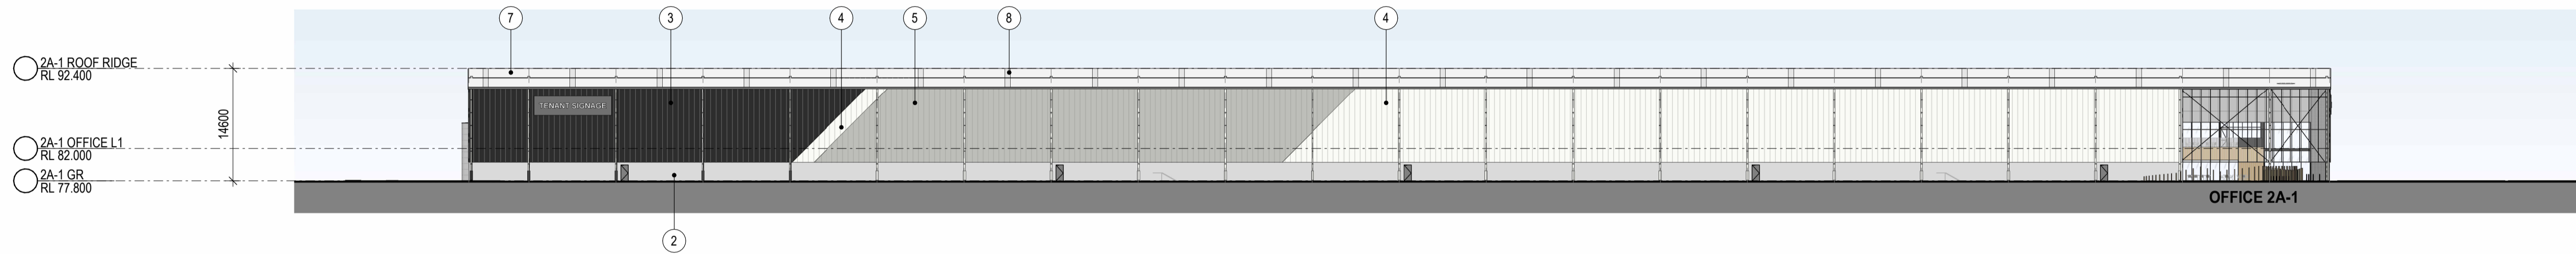 7
3
4
5
8
4
2A-1 ROOF RIDGE
RL 92.400
TENANT SIGNAGE
14600
2A-1 OFFICE L1
RL 82.000
2A-1 GR
RL 77.800
OFFICE 2A-1
2